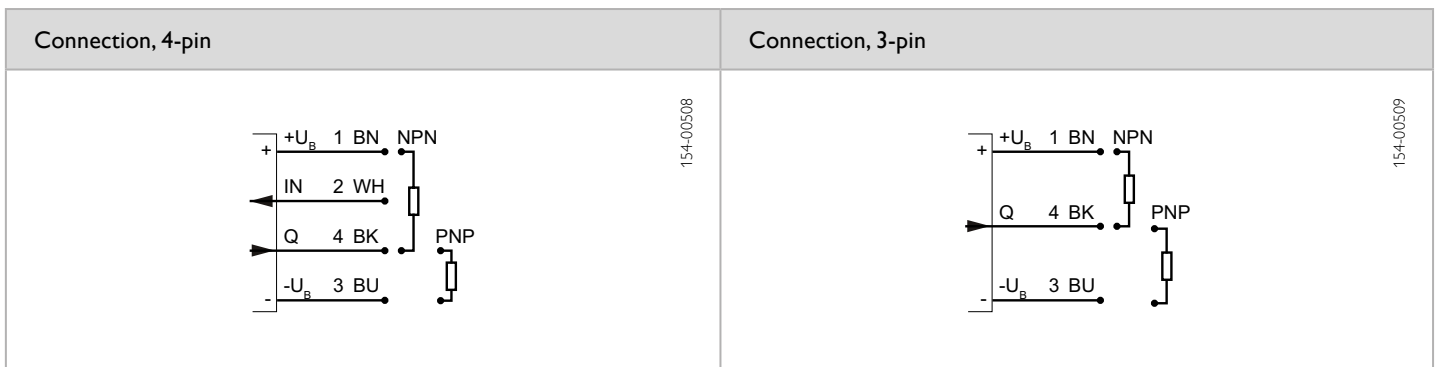 Connection, 4-pin
+ +U_B 1 BN NPN
IN 2 WH
Q 4 BK PNP
- -U_B 3 BU
154-00508
Connection, 3-pin
+ +U_B 1 BN NPN
Q 4 BK PNP
- -U_B 3 BU
154-00509